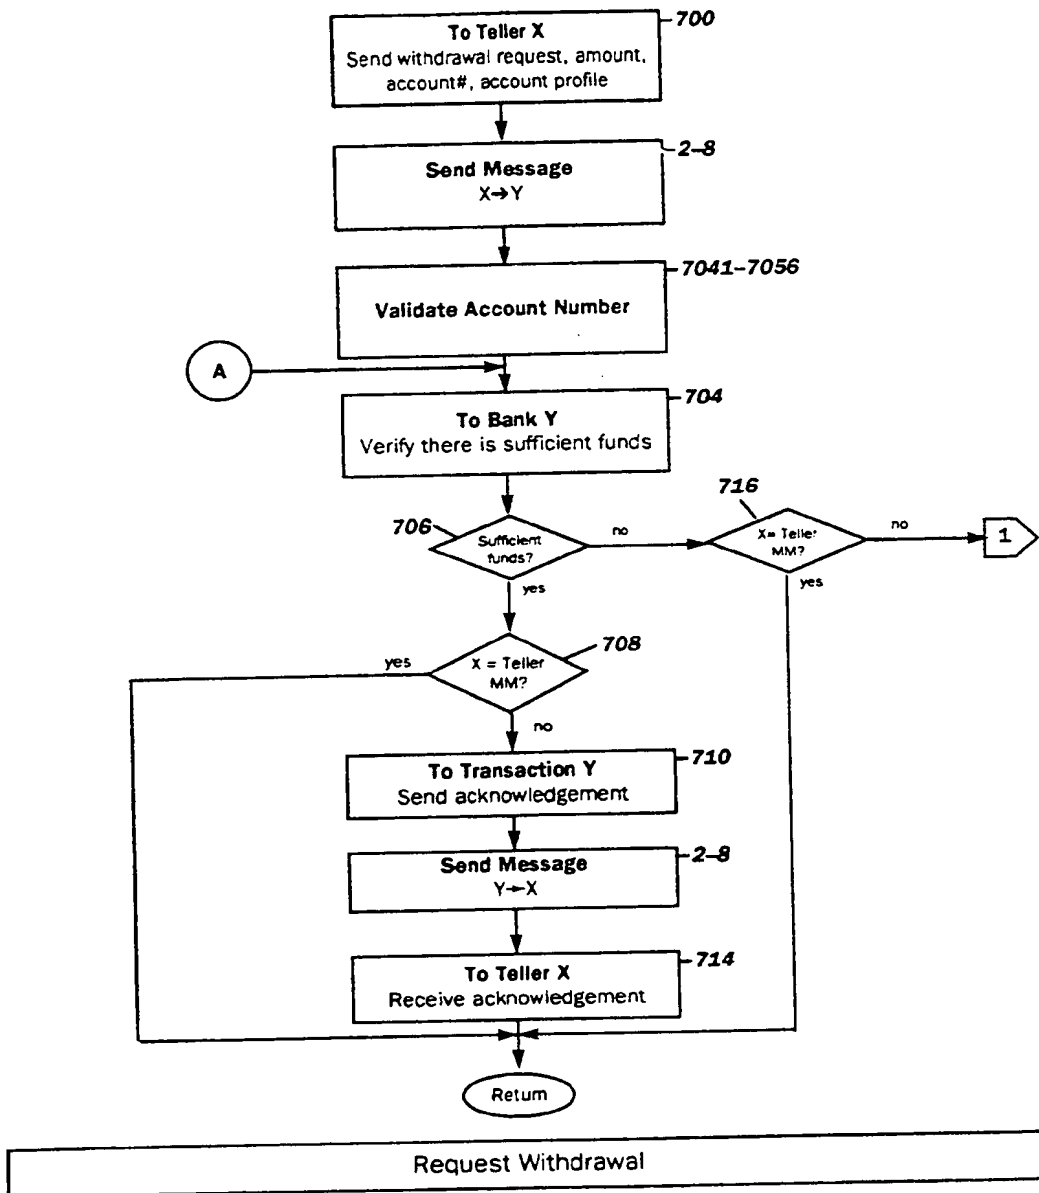 To Teller X
Send withdrawal request, amount,
account#, account profile
700
Send Message
X→Y
2–8
Validate Account Number
7041–7056
A
To Bank Y
Verify there is sufficient funds
704
706
Sufficient
funds?
no
716
X= Teller
MM?
no
1
yes
yes
X = Teller
MM?
708
yes
no
To Transaction Y
Send acknowledgement
710
Send Message
Y→X
2–8
To Teller X
Receive acknowledgement
714
Return
Request Withdrawal